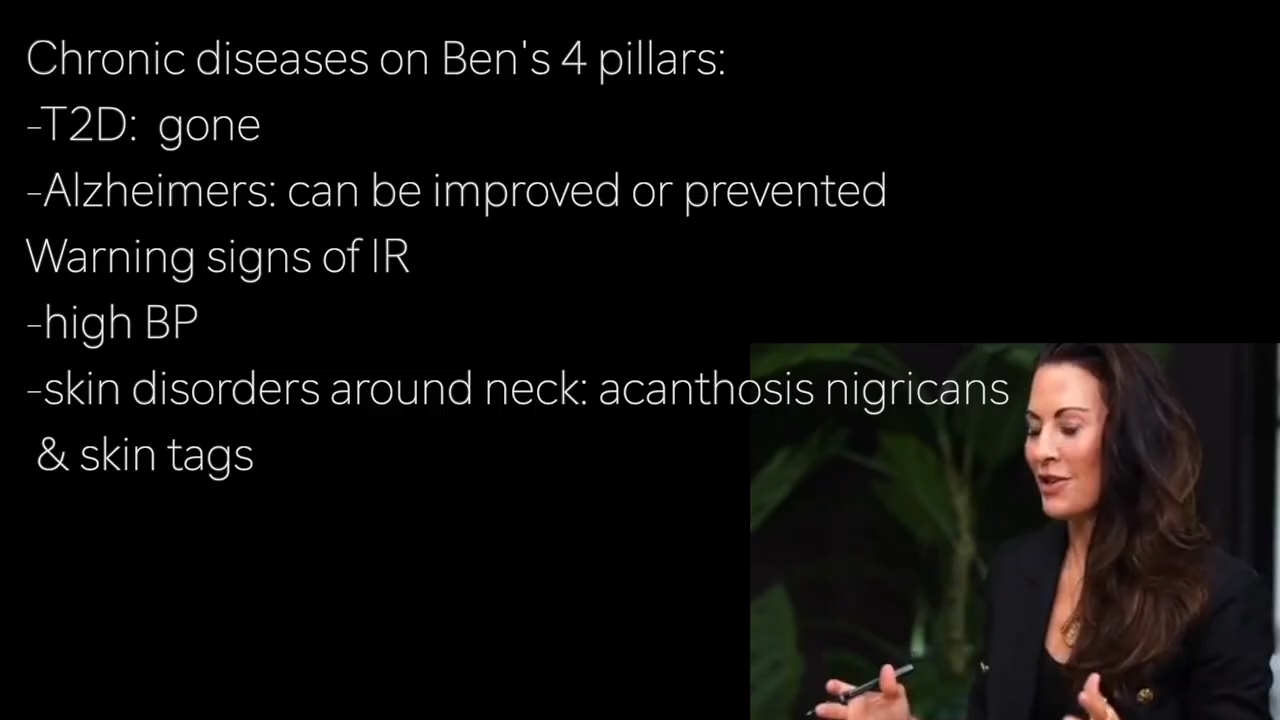 Chronic diseases on Ben's 4 pillars:
-T2D: gone
-Alzheimers: can be improved or prevented
Warning signs of IR
-high BP
-skin disorders around neck: acanthosis nigricans
& skin tags